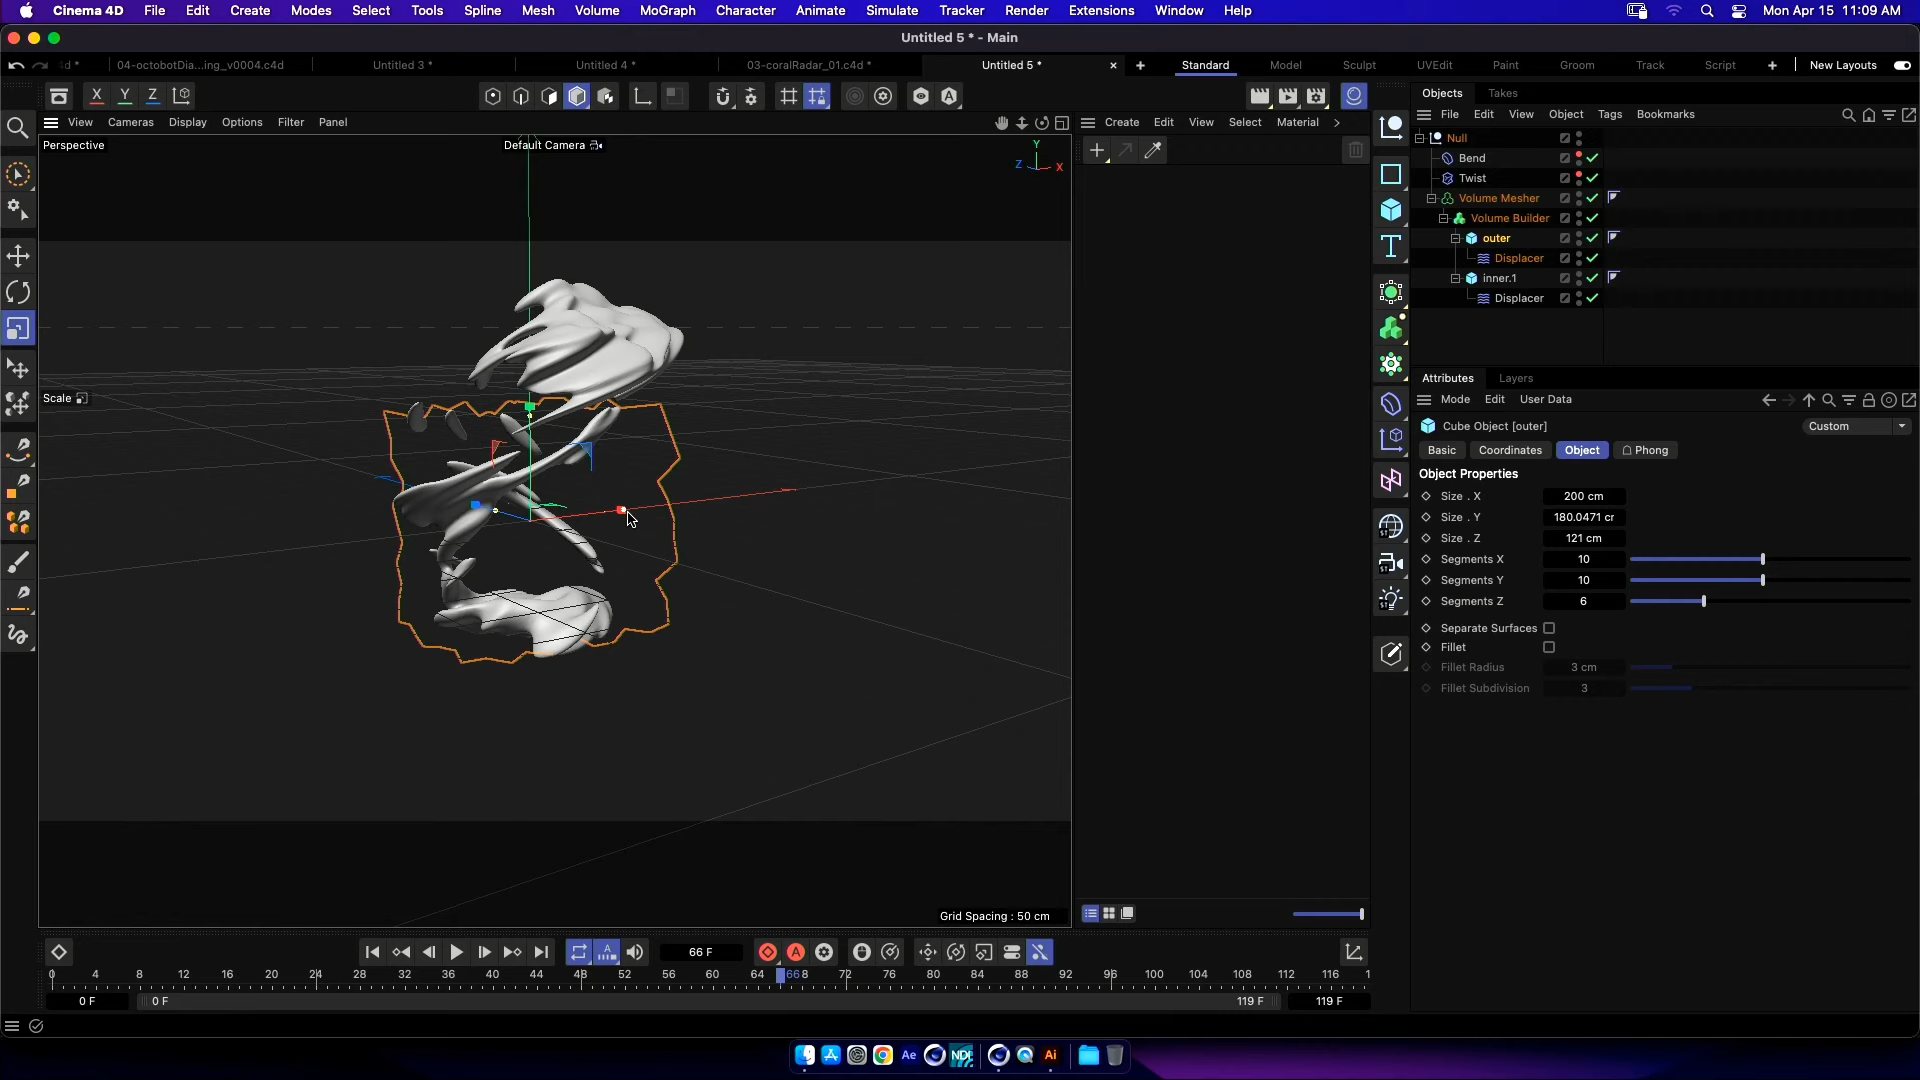 Cinema 4D File Edit Create Modes Select Tools Spline Mesh Volume MoGraph Character Animate Simulate Tracker Render Extensions Window Help Mon Apr 15 11:09 AM
Untitled 5 * - Main
d * 04-octobotDia...ing_v0004.c4d Untitled 3 * Untitled 4 * 03-coralRadar_01.c4d * Untitled 5 * Standard Model Sculpt UVEdit Paint Groom Track Script New Layouts
X Y Z
Objects Takes
View Cameras Display Options Filter Panel
Create Edit View Select Material
File Edit View Object Tags Bookmarks
Perspective Default Camera
Y
Z X
Null
Bend
Twist
Volume Mesher
Volume Builder
outer
Displacer
inner.1
Displacer
Scale
Attributes Layers
Mode Edit User Data
Cube Object [outer] Custom
Basic Coordinates Object Phong
Object Properties
Size . X 200 cm
Size . Y 180.0471 cr
Size . Z 121 cm
Segments X 10
Segments Y 10
Segments Z 6
Separate Surfaces
Fillet
Fillet Radius 3 cm
Fillet Subdivision 3
Grid Spacing : 50 cm
66 F
0 4 8 12 16 20 24 28 32 36 40 44 48 52 56 60 64 66 8 72 76 80 84 88 92 96 100 104 108 112 116 1
0 F 0 F 119 F 119 F
Ae NDI Ai